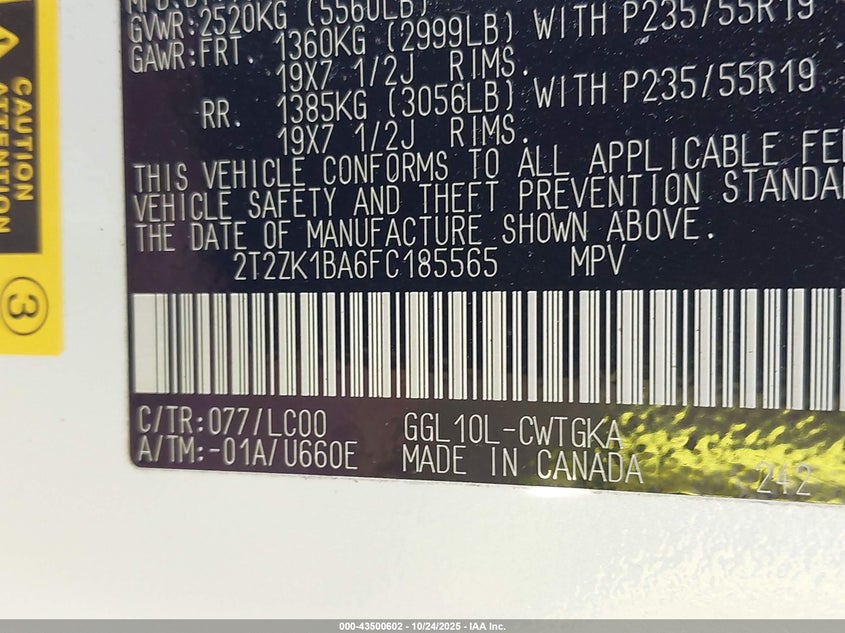 GVWR:2520KG (5560LB)
GAWR:FRT. 1360KG (2999LB) WITH P235/55R19
19X7 1/2J RIMS.
RR. 1385KG (3056LB) WITH P235/55R19
19X7 1/2J RIMS.
THIS VEHICLE CONFORMS TO ALL APPLICABLE
VEHICLE SAFETY AND THEFT PREVENTION
THE DATE OF MANUFACTURE SHOWN ABOVE.
2T2ZK1BA6FC185565 MPV
C/TR:077/LC00 GGL10L-CWTGKA
A/TM:-01A/U660E MADE IN CANADA 242
CAUTION
ATTENTION
3
000-43500602 - 10/24/2025 - IAA Inc.